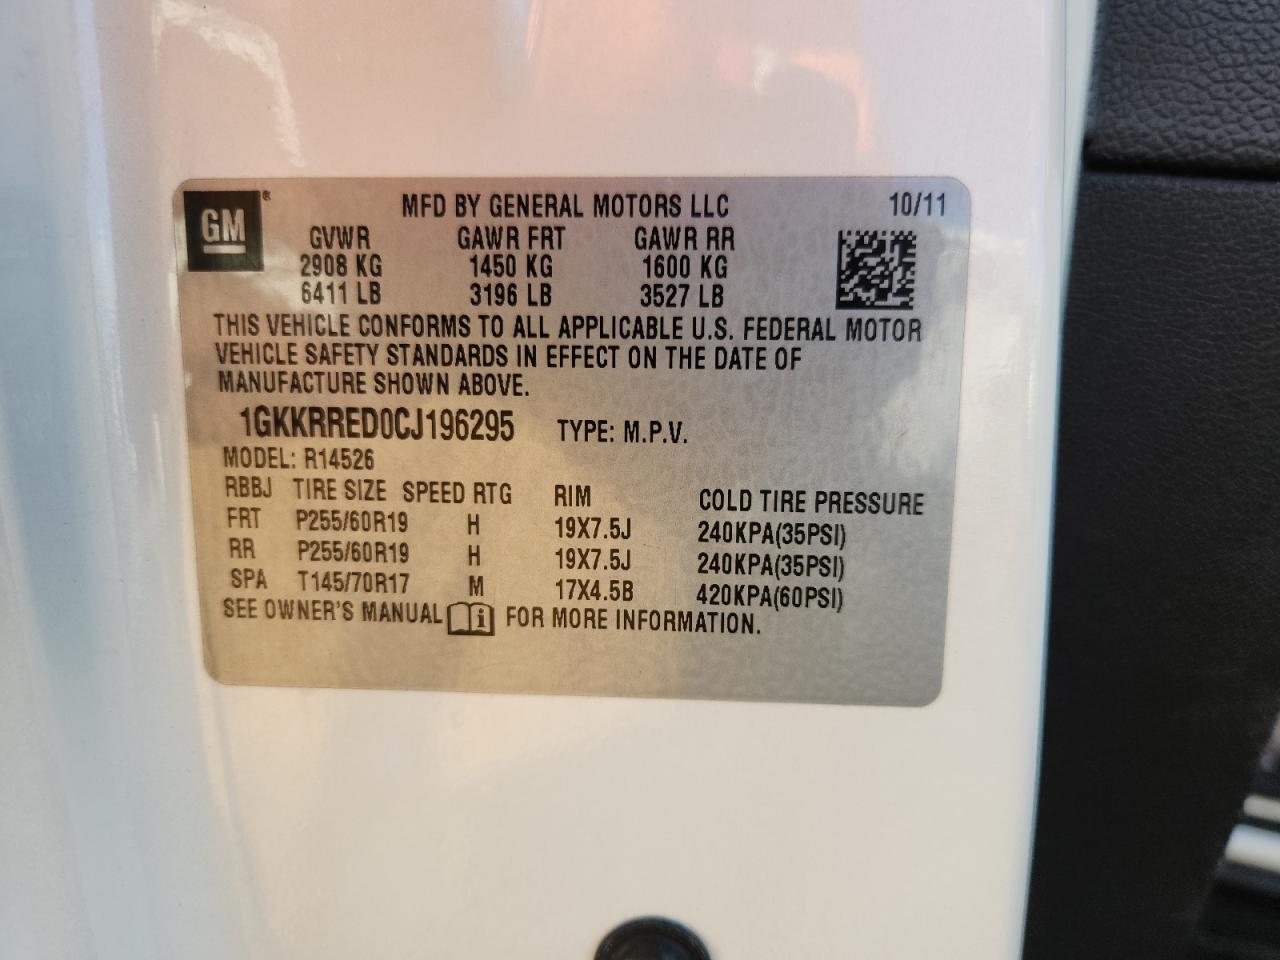 GM® MFD BY GENERAL MOTORS LLC 10/11
GVWR GAWR FRT GAWR RR
2908 KG 1450 KG 1600 KG
6411 LB 3196 LB 3527 LB
THIS VEHICLE CONFORMS TO ALL APPLICABLE U.S. FEDERAL MOTOR
VEHICLE SAFETY STANDARDS IN EFFECT ON THE DATE OF
MANUFACTURE SHOWN ABOVE.
1GKKRRED0CJ196295 TYPE: M.P.V.
MODEL: R14526
RBBJ TIRE SIZE SPEED RTG RIM COLD TIRE PRESSURE
FRT P255/60R19 H 19X7.5J 240KPA(35PSI)
RR P255/60R19 H 19X7.5J 240KPA(35PSI)
SPA T145/70R17 M 17X4.5B 420KPA(60PSI)
SEE OWNER'S MANUAL i FOR MORE INFORMATION.